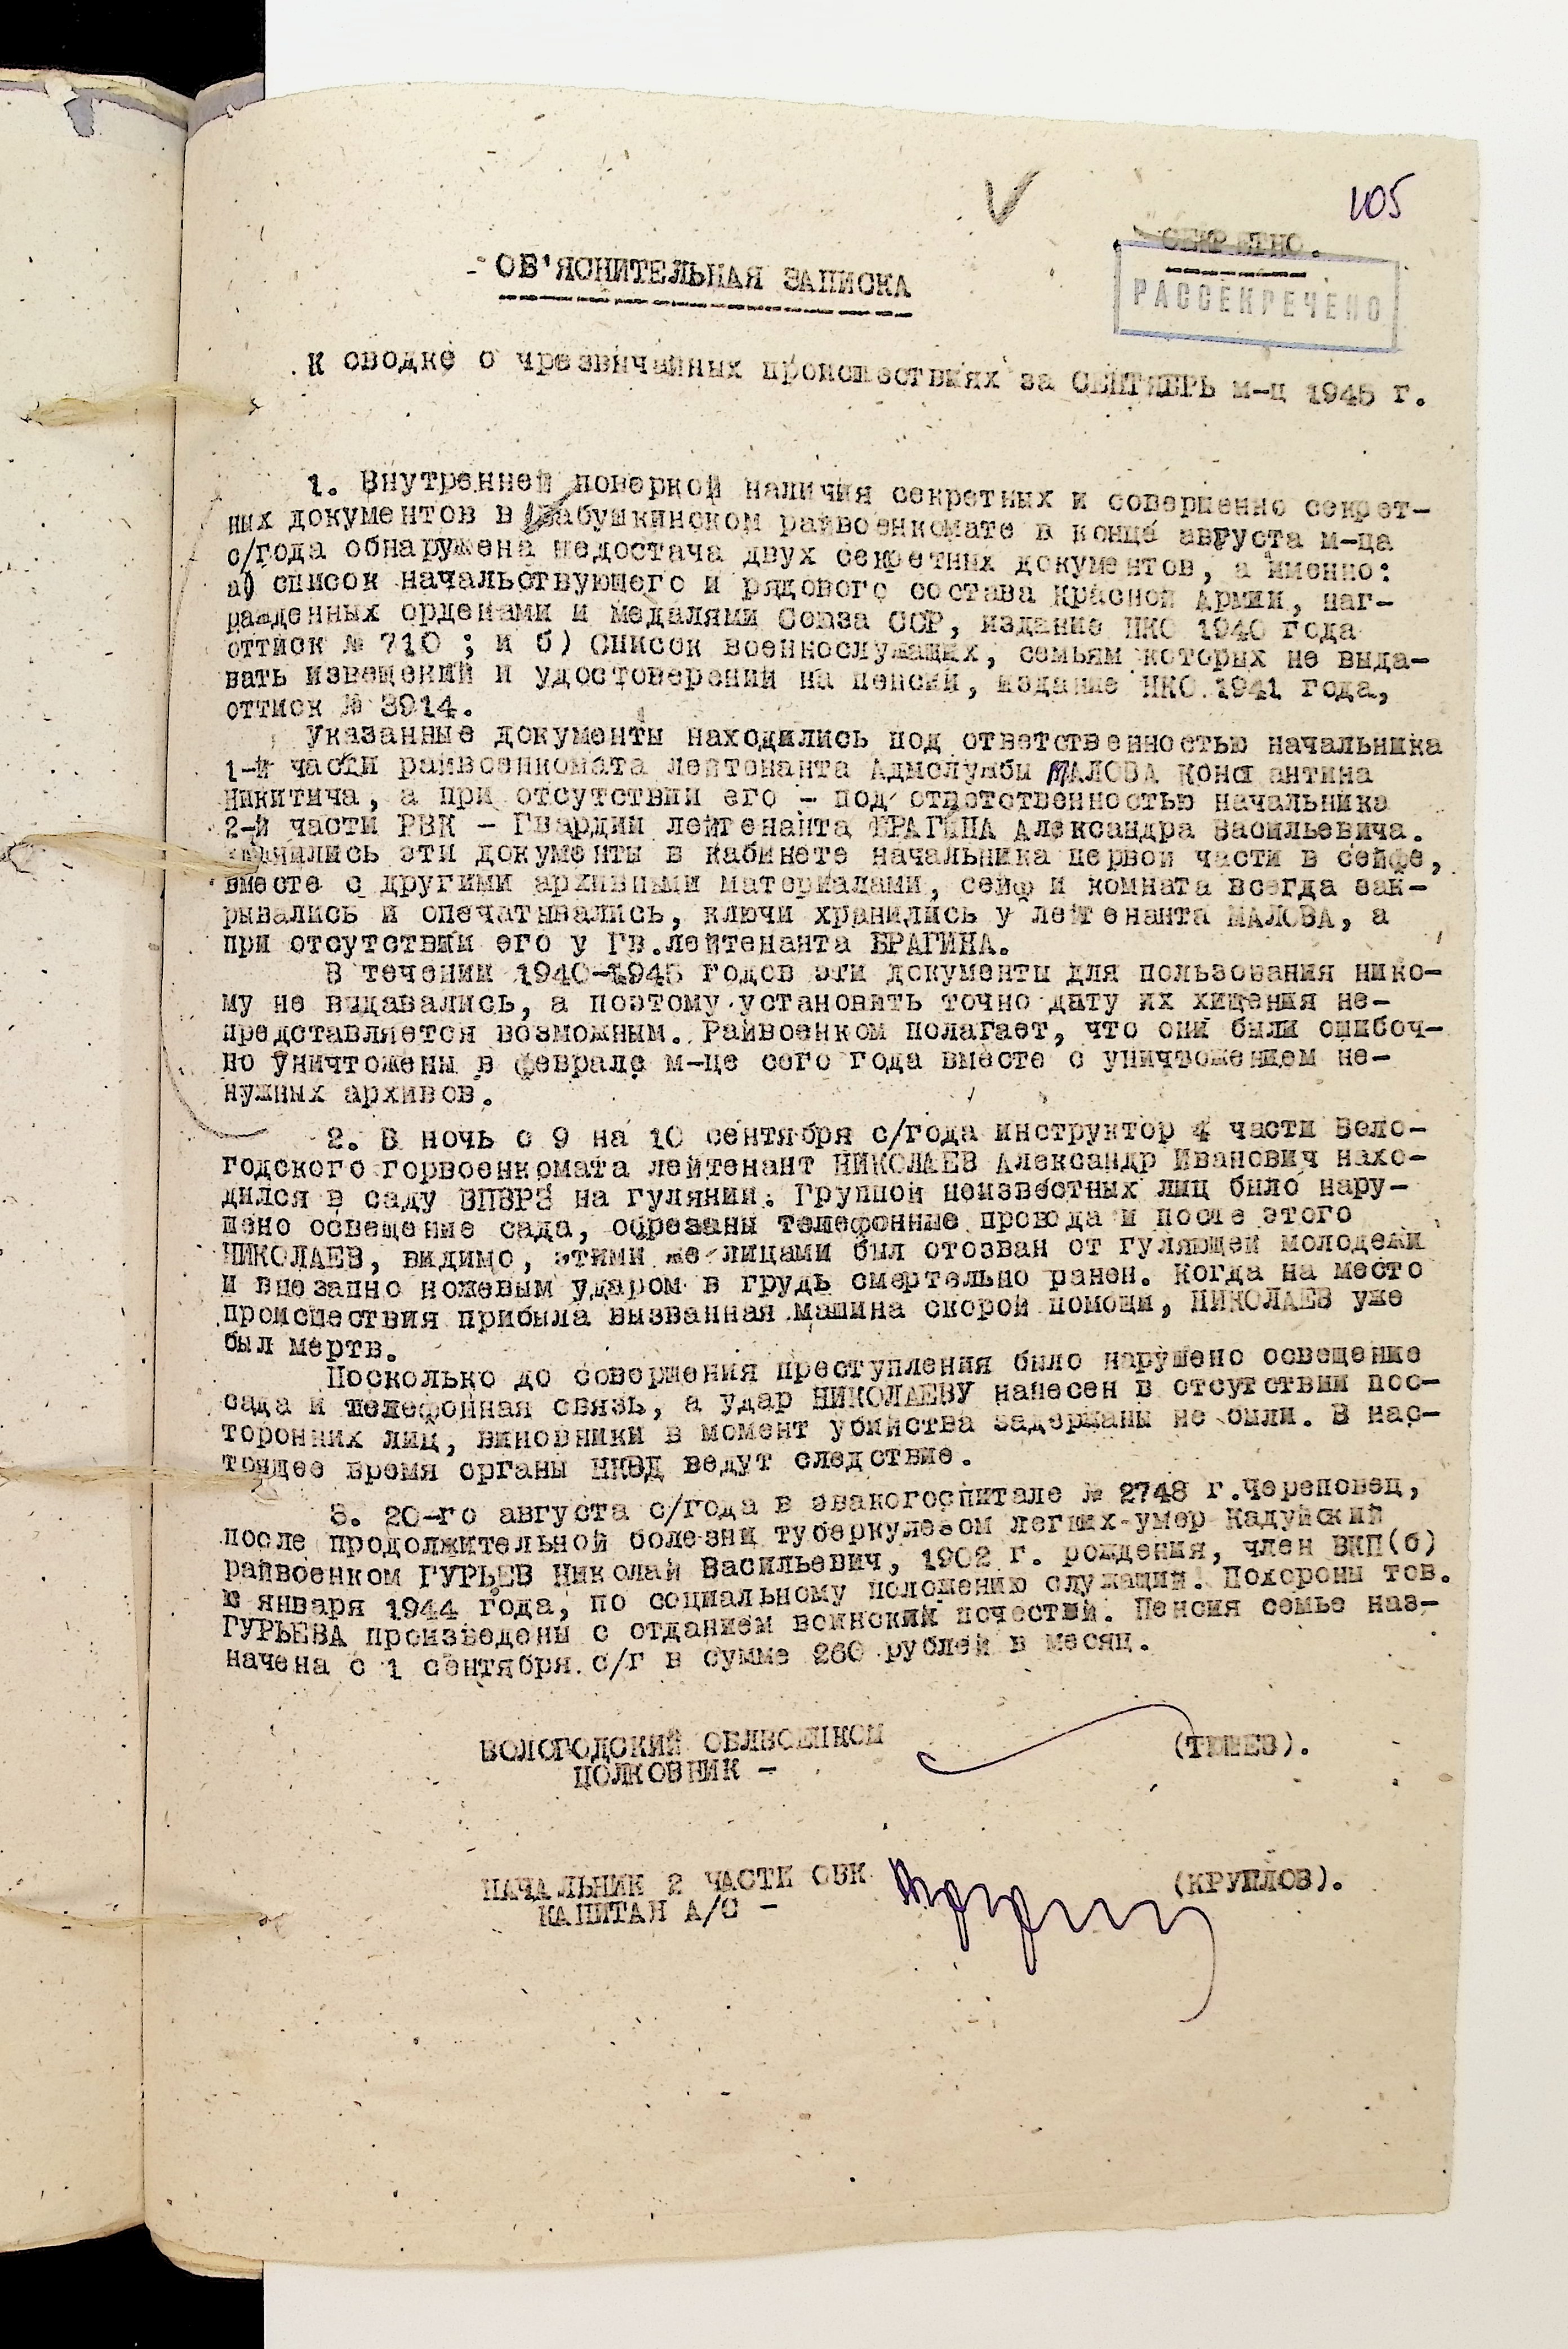 105
СЕКРЕТНО.
РАССЕКРЕЧЕНО
ОБ'ЯСНИТЕЛЬНАЯ ЗАПИСКА
К сводке о чрезвычайных происшествиях за СЕНТЯБРЬ м-ц 1945 г.
1. Внутренней поверкой наличия секретных и совершенно секрет-
ных документов в Бабушкинском райвоенкомате в конце августа м-ца
с/года обнаружена недостача двух секретных документов, а именно:
а) список начальствующего и рядового состава Красной Армии, наг-
ражденных орденами и медалями Союза ССР, издание НКО 1940 года
оттиск № 710 ; и б) Список военнослужащих, семьям которых не выда-
вать извещений и удостоверений на пенсии, издание НКО.1941 года,
оттиск № 3914.
Указанные документы находились под ответственностью начальника
1-й части райвоенкомата лейтенанта Адмслужбы МАЛОВА Константина
Никитича, а при отсутствии его - под ответственностью начальника
2-й части РВК - Гвардии лейтенанта БРАГИНА Александра Васильевича.
Хранились эти документы в кабинете начальника первой части в сейфе,
вместе с другими архивными материалами, сейф и комната всегда зак-
рывались и опечатывались, ключи хранились у лейтенанта МАЛОВА, а
при отсутствии его у Гв.лейтенанта БРАГИНА.
В течении 1940-1945 годов эти документы для пользования нико-
му не выдавались, а поэтому установить точно дату их хищения не-
представляется возможным. Райвоенком полагает, что они были ошибоч-
но уничтожены в феврале м-це сего года вместе с уничтожением не-
нужных архивов.
2. В ночь с 9 на 10 сентября с/года инструктор 4 части Воло-
годского горвоенкомата лейтенант НИКОЛАЕВ Александр Иванович нахо-
дился в саду ВПВРЗ на гулянии. Группой неизвестных лиц было нару-
шено освещение сада, обрезаны телефонные провода и после этого
НИКОЛАЕВ, видимо, этими же лицами был отозван от гуляющей молодежи
и внезапно ножевым ударом в грудь смертельно ранен. Когда на место
происшествия прибыла вызванная машина скорой помощи, НИКОЛАЕВ уже
был мертв.
Посколько до совершения преступления было нарушено освещение
сада и телефонная связь, а удар НИКОЛАЕВУ нанесен в отсутствии пос-
торонних лиц, виновники в момент убийства задержаны не были. В нас-
тоящее время органы НКВД ведут следствие.
3. 20-го августа с/года в эвакогоспитале № 2748 г.Череповец,
после продолжительной болезни туберкулезом легких умер Кадуйский
райвоенком ГУРЬЕВ Николай Васильевич, 1902 г. рождения, член ВКП(б)
с января 1944 года, по социальному положению служащий. Похороны тов.
ГУРЬЕВА произведены с отданием воинских почестей. Пенсия семье наз-
начена с 1 сентября с/г в сумме 260 рублей в месяц.
ВОЛОГОДСКИЙ ОБЛВОЕНКОМ
ПОЛКОВНИК - (ТЮНЕВ).
НАЧАЛЬНИК 2 ЧАСТИ ОВК
КАПИТАН А/С - (КРУГЛОВ).